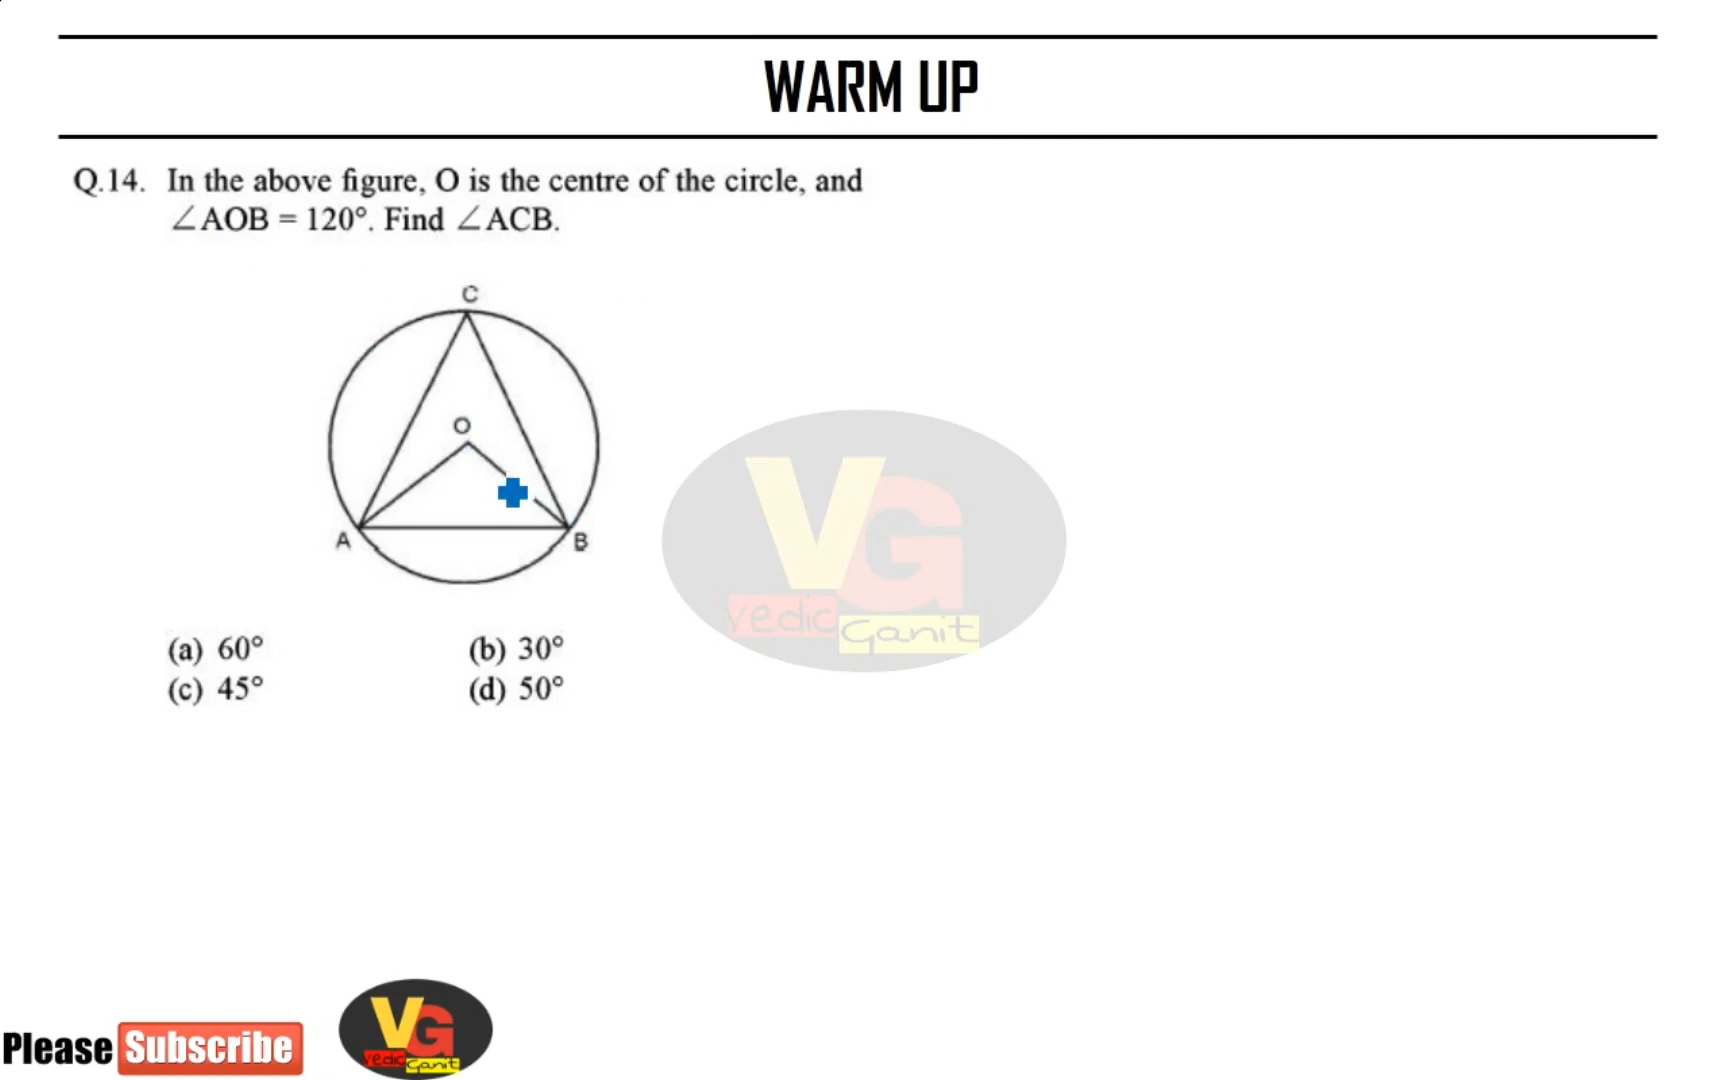 WARM UP
Q.14. In the above figure, O is the centre of the circle, and
∠AOB = 120°. Find ∠ACB.
C
O
A
B
VG
vedic
Ganit
(a) 60° (b) 30°
(c) 45° (d) 50°
Please Subscribe
VG
vedic
Ganit